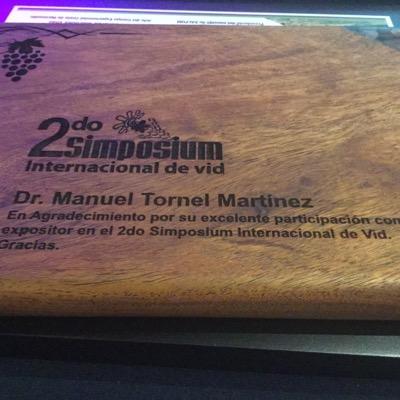 2do
Simposium
Internacional de vid
Dr. Manuel Tornel Martinez
En Agradecimiento por su excelente participación com
expositor en el 2do Simposium Internacional de Vid.
Gracias.